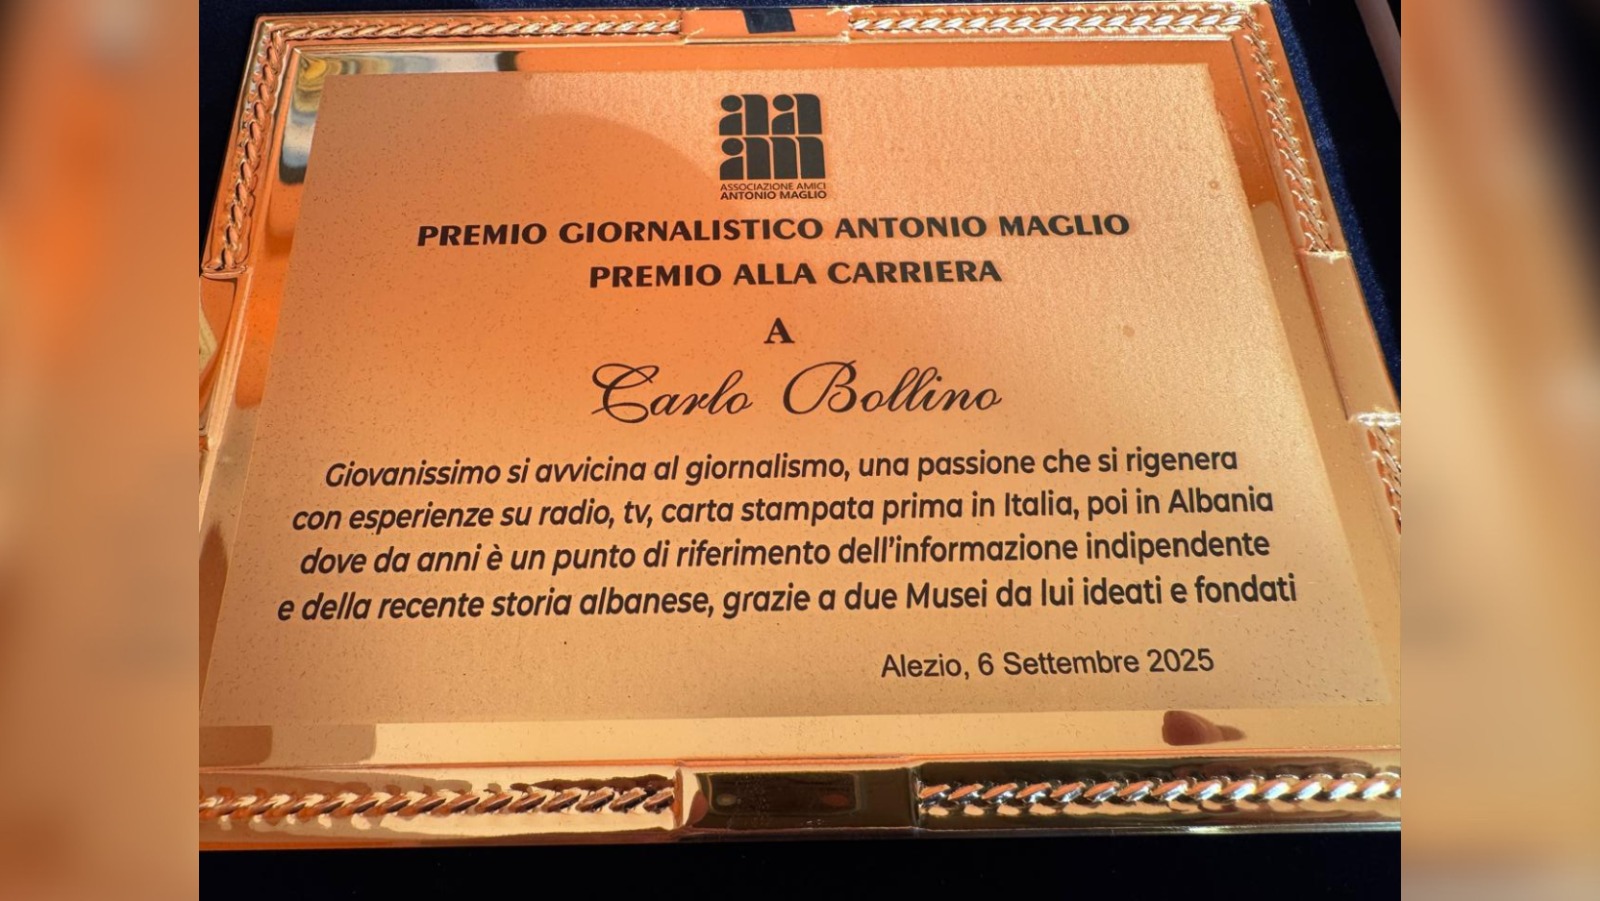 aa
am
ASSOCIAZIONE AMICI
ANTONIO MAGLIO
PREMIO GIORNALISTICO ANTONIO MAGLIO
PREMIO ALLA CARRIERA
A
Carlo Bollino
Giovanissimo si avvicina al giornalismo, una passione che si rigenera
con esperienze su radio, tv, carta stampata prima in Italia, poi in Albania
dove da anni è un punto di riferimento dell'informazione indipendente
e della recente storia albanese, grazie a due Musei da lui ideati e fondati
Alezio, 6 Settembre 2025